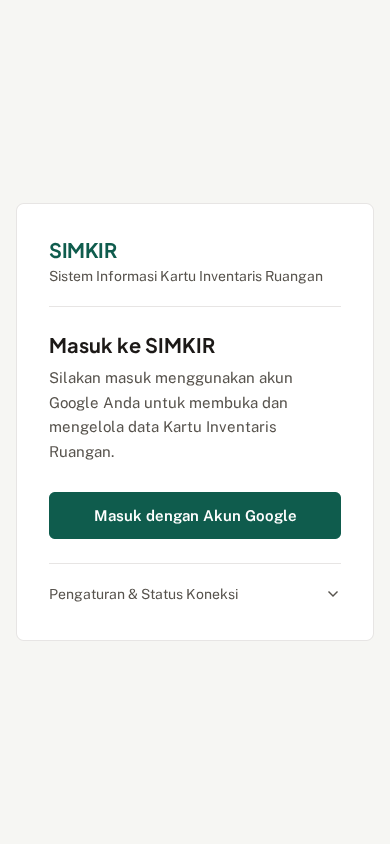 SIMKIR
Sistem Informasi Kartu Inventaris Ruangan
Masuk ke SIMKIR
Silakan masuk menggunakan akun
Google Anda untuk membuka dan
mengelola data Kartu Inventaris
Ruangan.
Masuk dengan Akun Google
Pengaturan & Status Koneksi